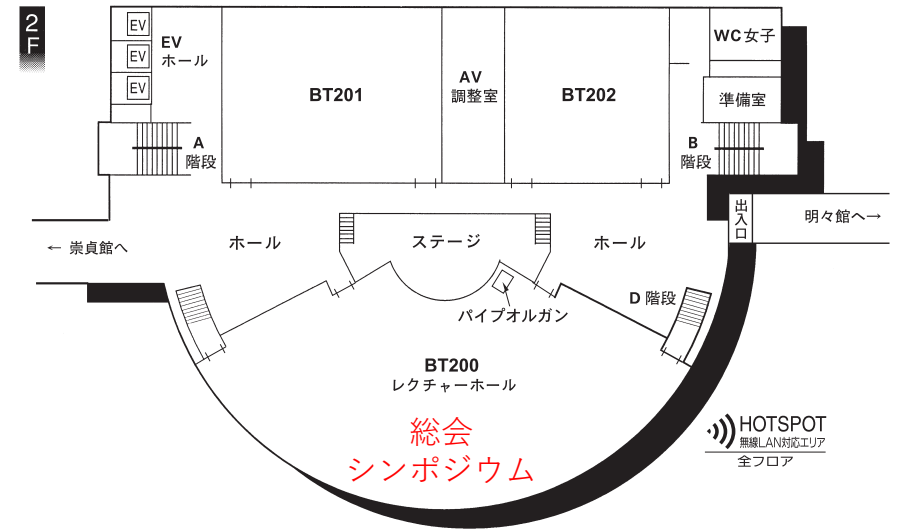 2F
EV
EV
EV
EV
ホール
BT201
AV
調整室
BT202
WC女子
準備室
A
階段
B
階段
出入口
明々館へ→
← 崇貞館へ
ホール
ステージ
ホール
D 階段
パイプオルガン
BT200
レクチャーホール
総会
シンポジウム
HOTSPOT
無線LAN対応エリア
全フロア